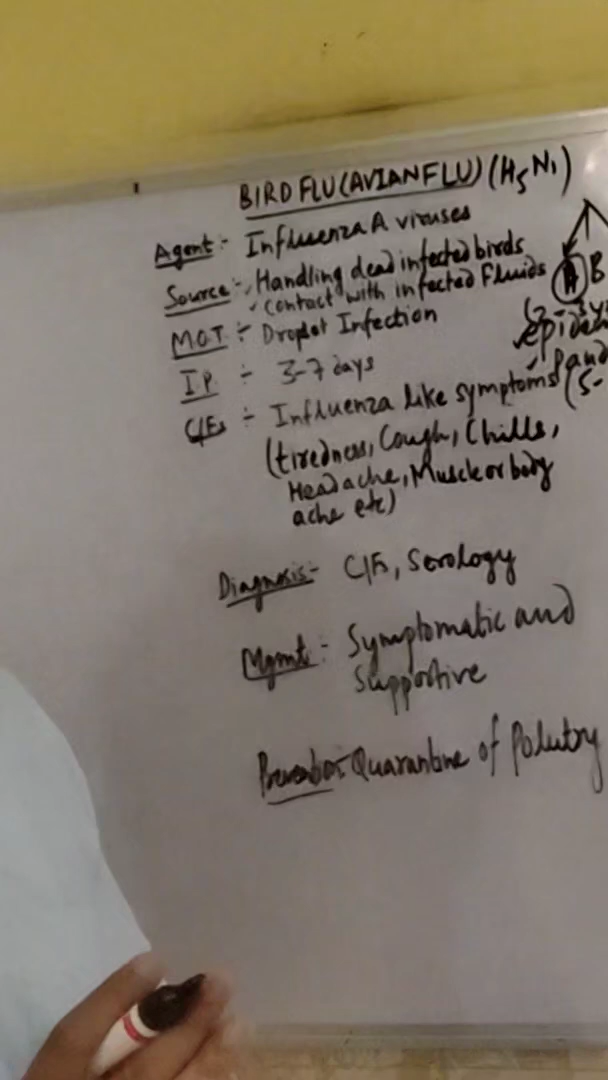 BIRD FLU (AVIAN FLU) (H5N1)
Agent:- Influenza A viruses
Source:- Handling dead infected birds
contact with infected Fluids
A B
M.O.T. :- Droplet Infection
I.P. :- 3-7 days
C/Fs :- Influenza like symptoms
(tiredness, Cough, Chills,
Headache, Muscle or body
ache etc)
Diagnosis- C/Fs, Serology
Mgmt:- Symptomatic and
Supportive
Prevention- Quarantine of Polutry